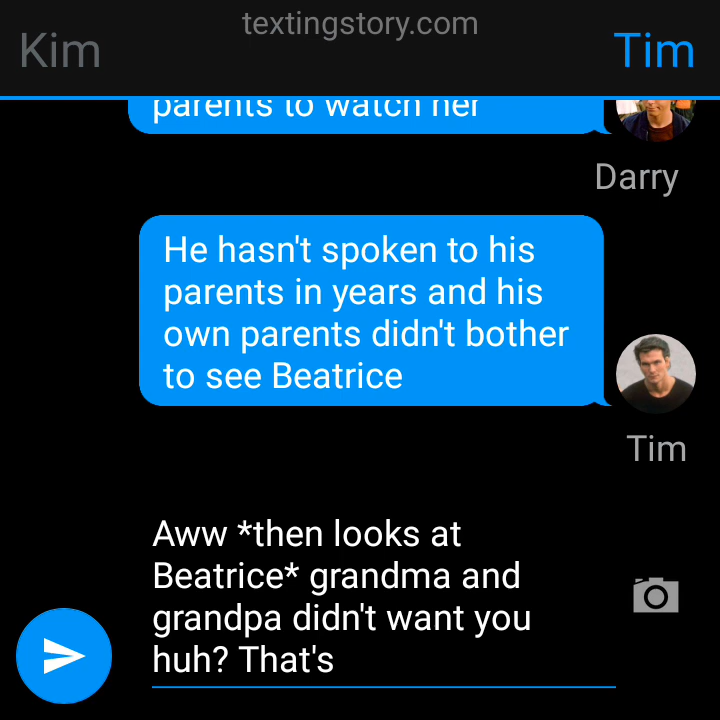 textingstory.com
Kim
Tim
parents to watch her
Darry
He hasn't spoken to his
parents in years and his
own parents didn't bother
to see Beatrice
Tim
Aww *then looks at
Beatrice* grandma and
grandpa didn't want you
huh? That's